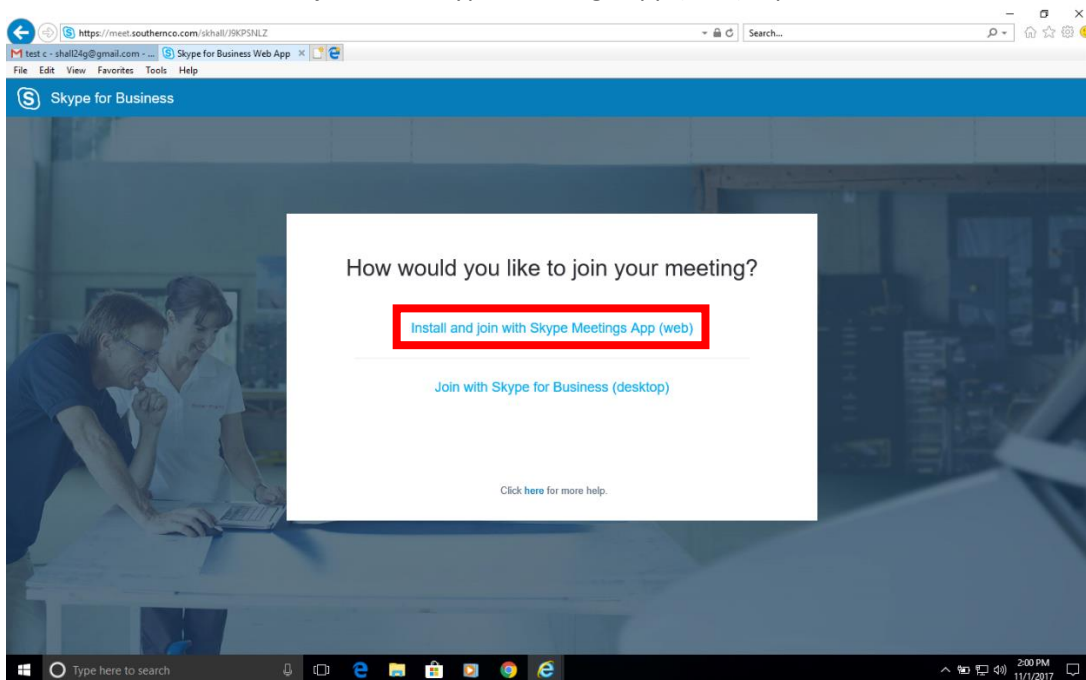 https://meet.southernco.com/skhall/J9KPSNLZ
Search...
test c - shall24g@gmail.com - ...
Skype for Business Web App
File Edit View Favorites Tools Help
Skype for Business
How would you like to join your meeting?
Install and join with Skype Meetings App (web)
Join with Skype for Business (desktop)
Click here for more help.
Type here to search
2:00 PM
11/1/2017